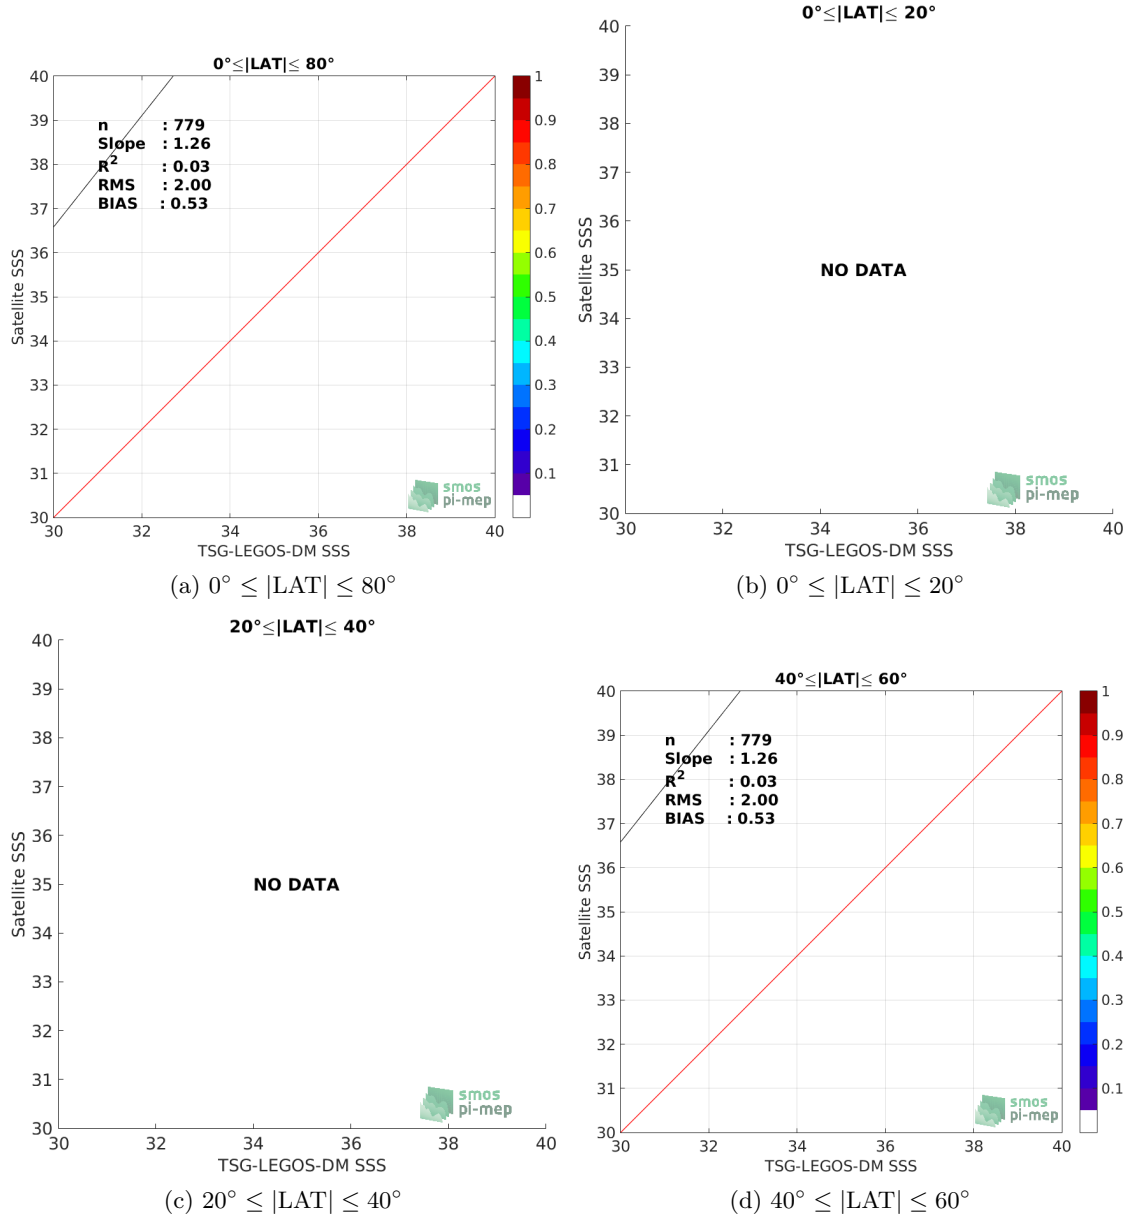 0°≤|LAT|≤ 80°
40
39
38
37
36
35
34
33
32
31
30
Satellite SSS
n : 779
Slope : 1.26
R² : 0.03
RMS : 2.00
BIAS : 0.53
1
0.9
0.8
0.7
0.6
0.5
0.4
0.3
0.2
0.1
smos
pi-mep
30 32 34 36 38 40
TSG-LEGOS-DM SSS
(a) 0° ≤ |LAT| ≤ 80°
0°≤|LAT|≤ 20°
40
39
38
37
36
35
34
33
32
31
30
Satellite SSS
NO DATA
smos
pi-mep
30 32 34 36 38 40
TSG-LEGOS-DM SSS
(b) 0° ≤ |LAT| ≤ 20°
20°≤|LAT|≤ 40°
40
39
38
37
36
35
34
33
32
31
30
Satellite SSS
NO DATA
smos
pi-mep
30 32 34 36 38 40
TSG-LEGOS-DM SSS
(c) 20° ≤ |LAT| ≤ 40°
40°≤|LAT|≤ 60°
40
39
38
37
36
35
34
33
32
31
30
Satellite SSS
n : 779
Slope : 1.26
R² : 0.03
RMS : 2.00
BIAS : 0.53
1
0.9
0.8
0.7
0.6
0.5
0.4
0.3
0.2
0.1
smos
pi-mep
30 32 34 36 38 40
TSG-LEGOS-DM SSS
(d) 40° ≤ |LAT| ≤ 60°